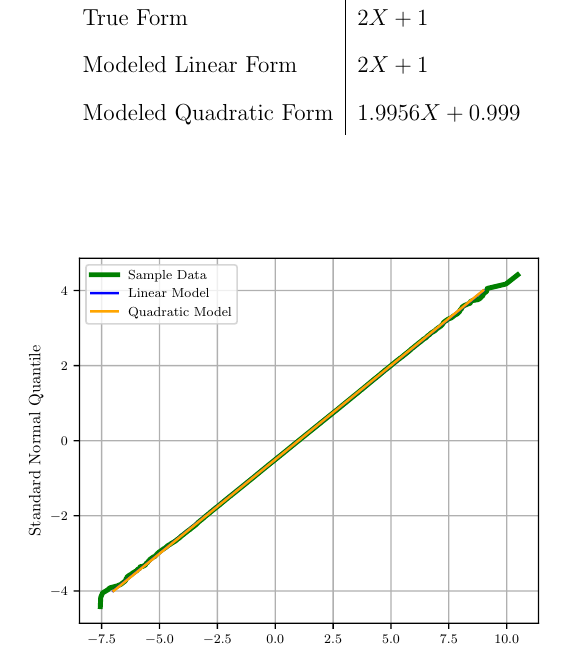 True Form 2X + 1
Modeled Linear Form 2X + 1
Modeled Quadratic Form 1.9956X + 0.999
Sample Data
Linear Model
Quadratic Model
Standard Normal Quantile
4
2
0
−2
−4
−7.5 −5.0 −2.5 0.0 2.5 5.0 7.5 10.0